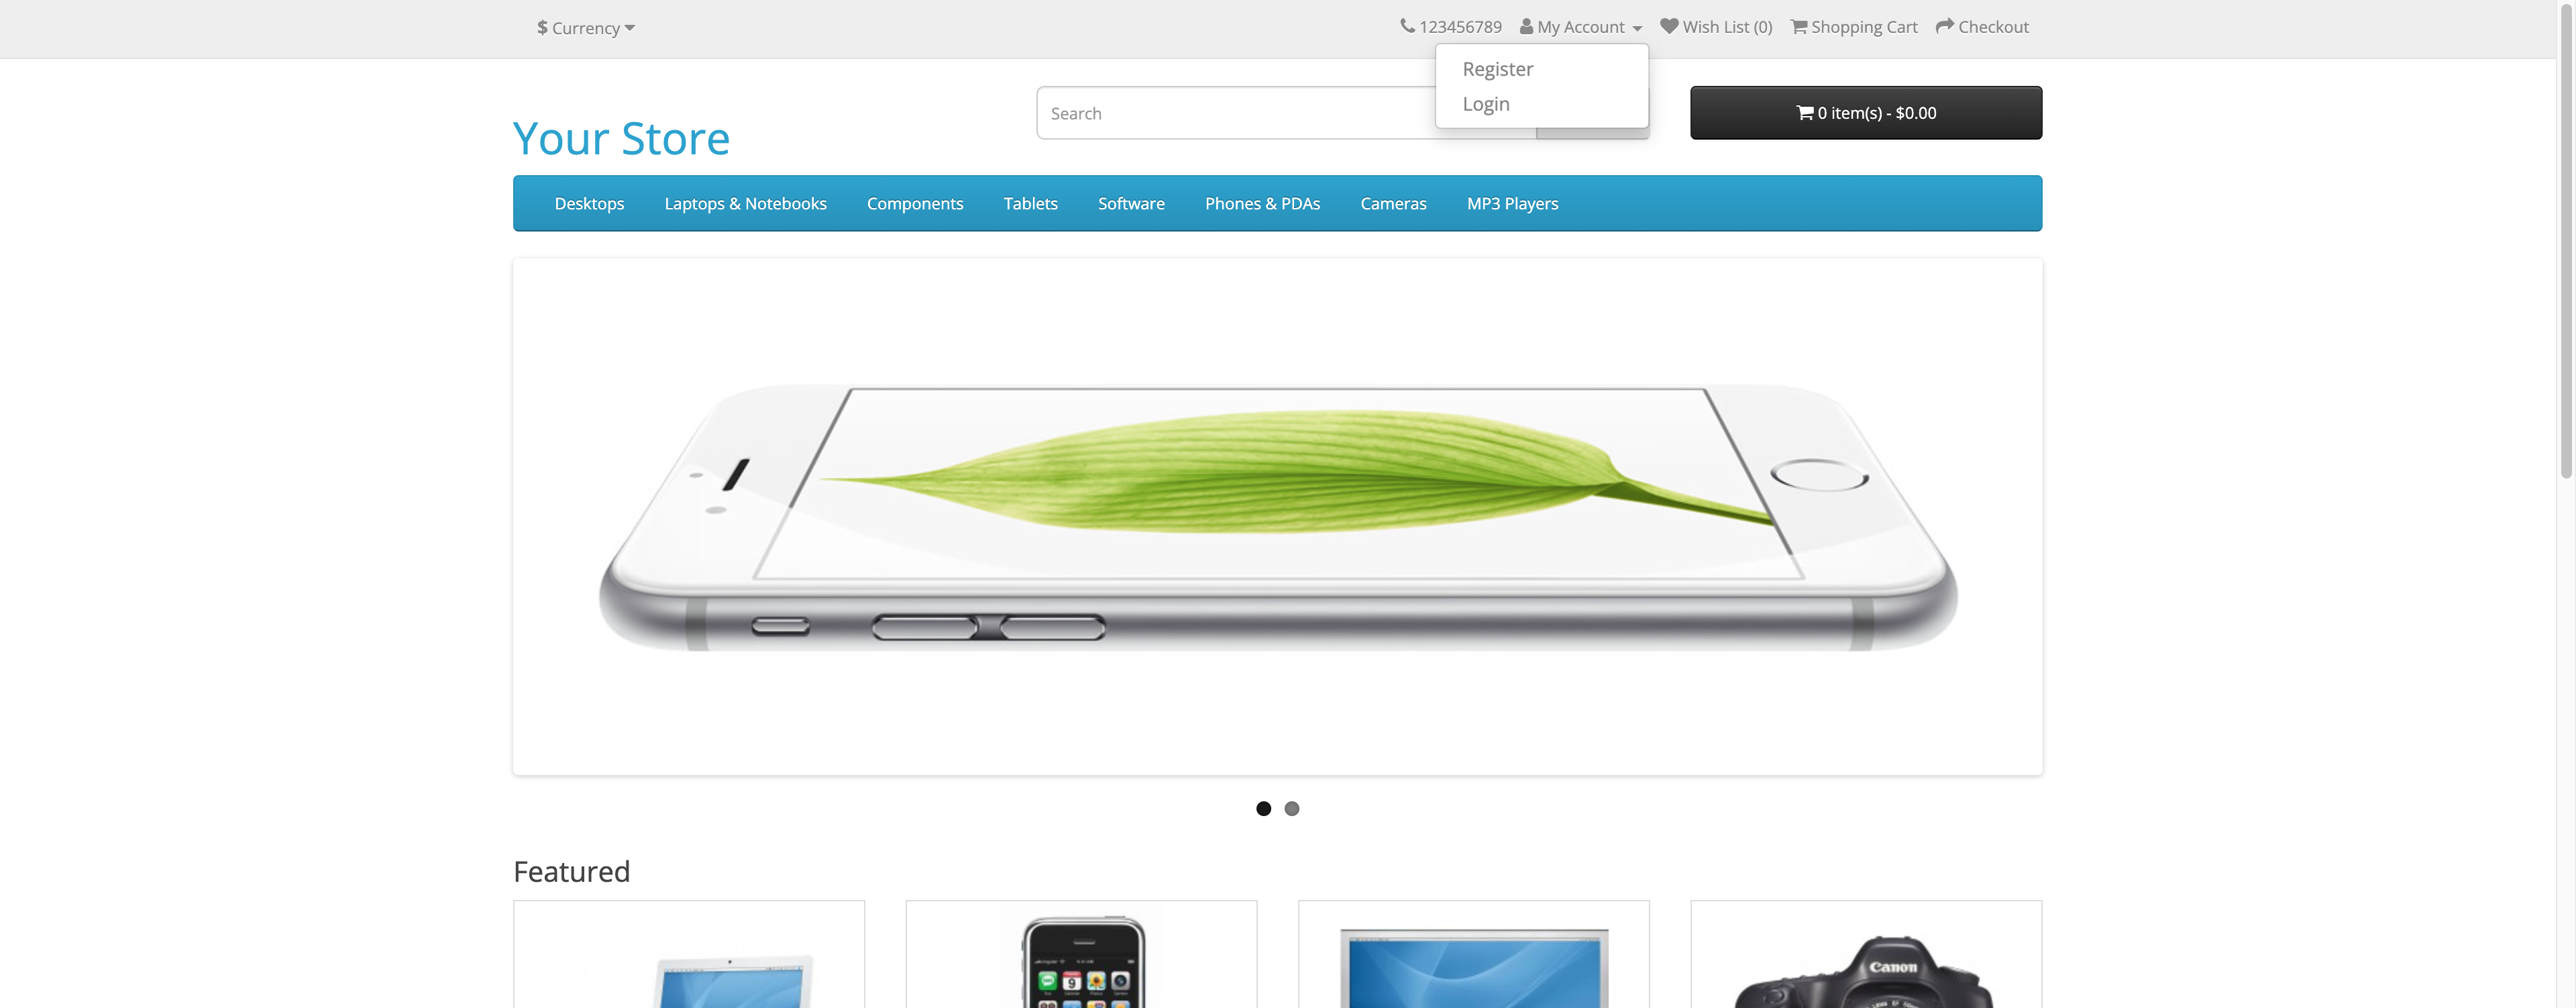 $ Currency
123456789 My Account Wish List (0) Shopping Cart Checkout
Register
Login
Search
0 item(s) - $0.00
Your Store
Desktops Laptops & Notebooks Components Tablets Software Phones & PDAs Cameras MP3 Players
Featured
9
Canon